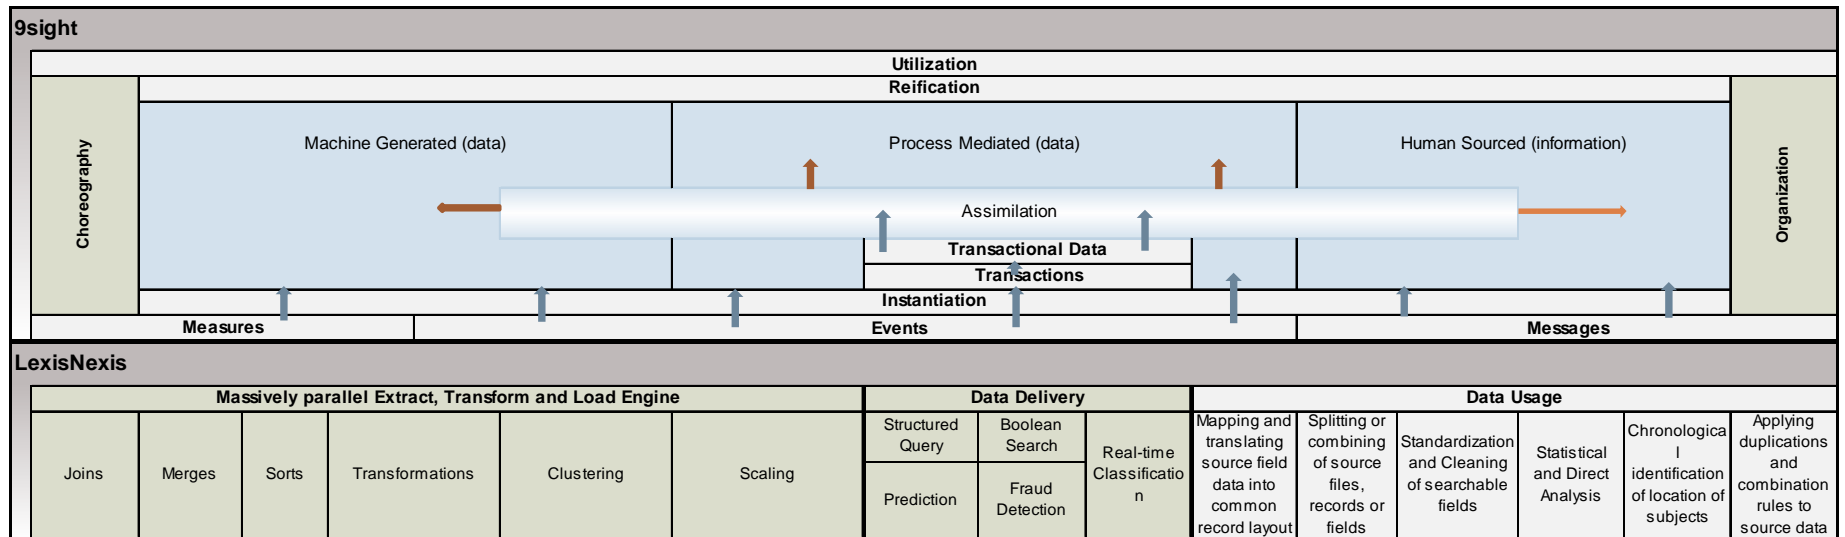 9sight
Utilization
Reification
Choreography
Machine Generated (data)
Process Mediated (data)
Human Sourced (information)
Organization
Assimilation
Transactional Data
Transactions
Instantiation
Measures
Events
Messages
LexisNexis
Massively parallel Extract, Transform and Load Engine
Data Delivery
Data Usage
Joins
Merges
Sorts
Transformations
Clustering
Scaling
Structured
Query
Boolean
Search
Prediction
Fraud
Detection
Real-time
Classificatio
n
Mapping and
translating
source field
data into
common
record layout
Splitting or
combining
of source
files,
records or
fields
Standardization
and Cleaning
of searchable
fields
Statistical
and Direct
Analysis
Chronologica
l
identification
of location of
subjects
Applying
duplications
and
combination
rules to
source data